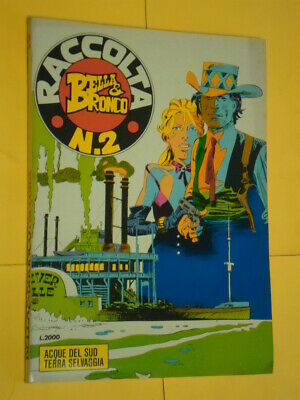 RACCOLTA
BELLA &
BRONCO
N.2
L.2000
ACQUE DEL SUD
TERRA SELVAGGIA